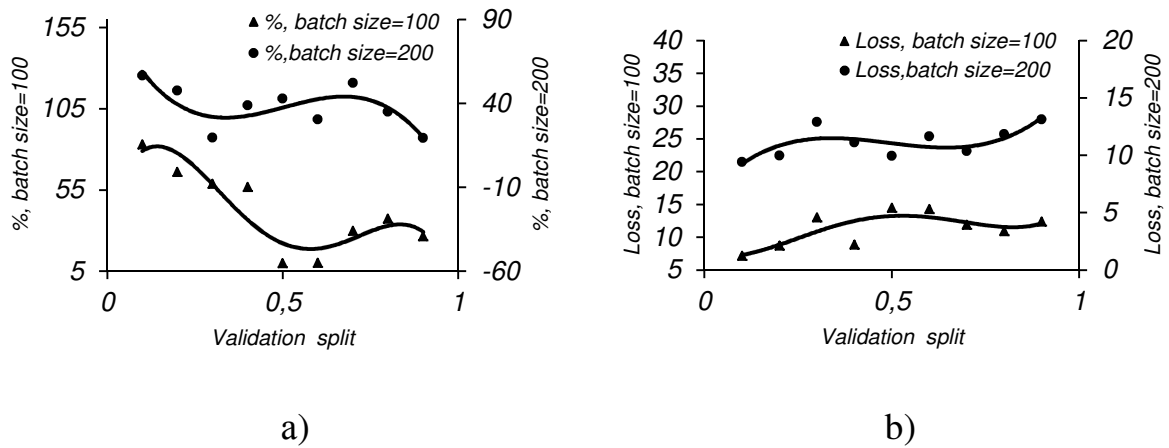 %, batch size=100
155
105
55
5
▲ %, batch size=100
● %,batch size=200
90
40
-10
-60
%, batch size=200
0
0,5
1
Validation split
a)
Loss, batch size=100
40
35
30
25
20
15
10
5
▲ Loss, batch size=100
● Loss,batch size=200
20
15
10
5
0
Loss, batch size=200
0
0,5
1
Validation split
b)